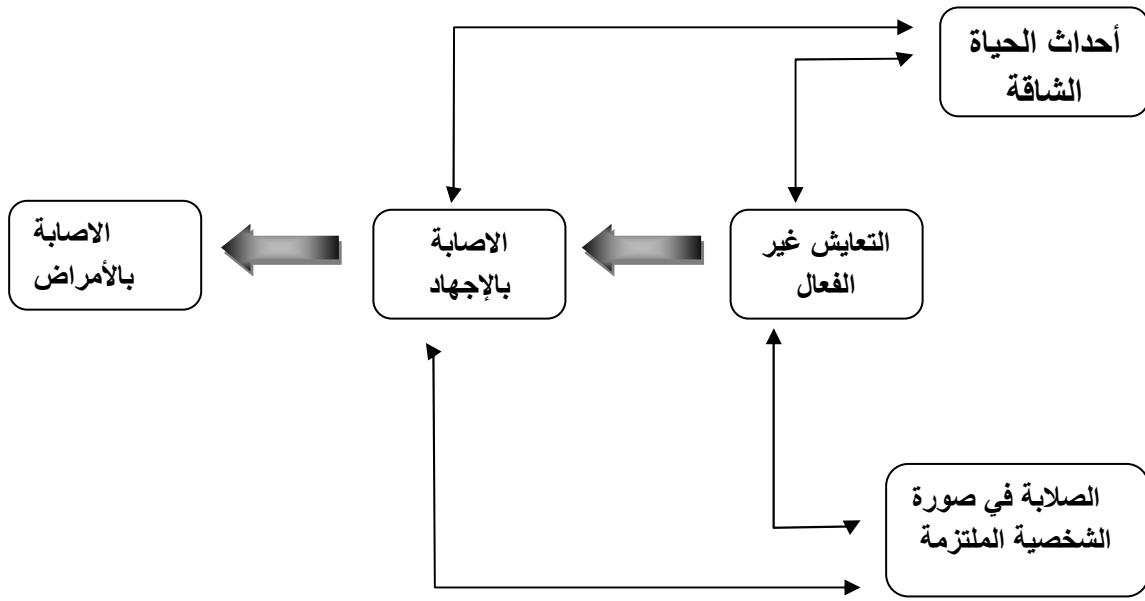 أحداث الحياة
الشاقة
التعايش غير
الفعال
الاصابة
بالإجهاد
الاصابة
بالأمراض
الصلابة في صورة
الشخصية الملتزمة